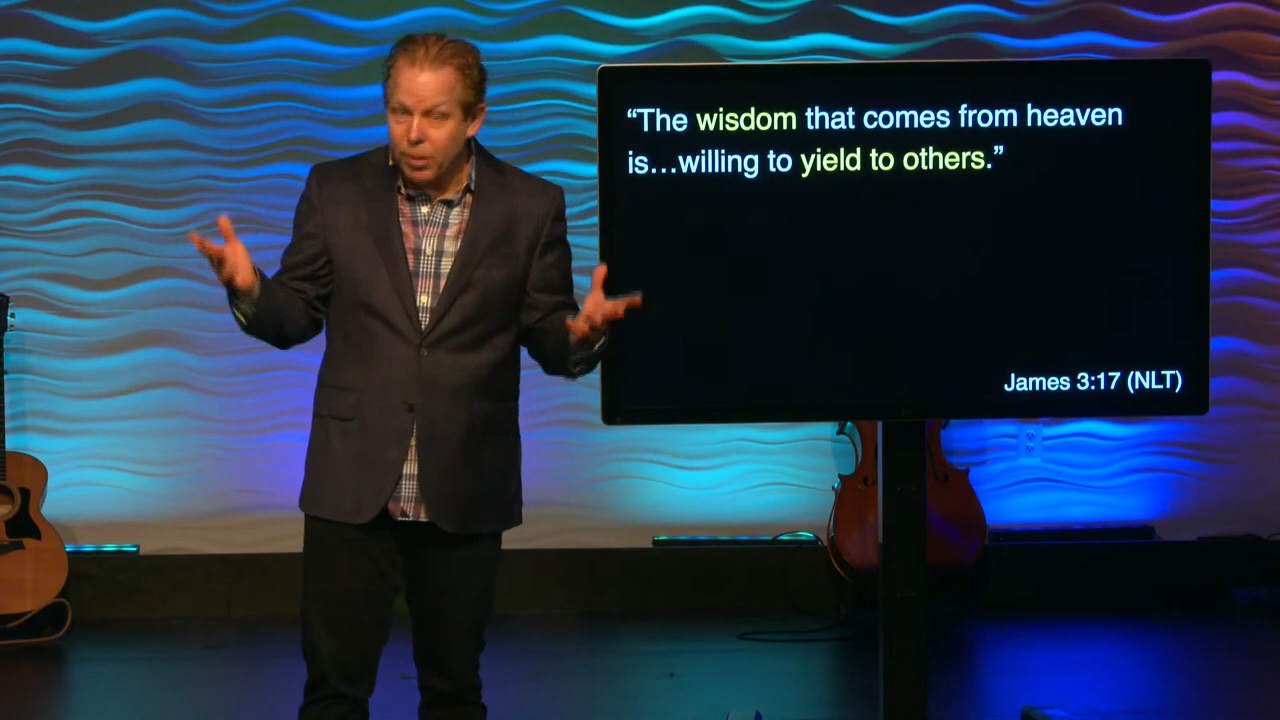 “The wisdom that comes from heaven
is…willing to yield to others.”
James 3:17 (NLT)